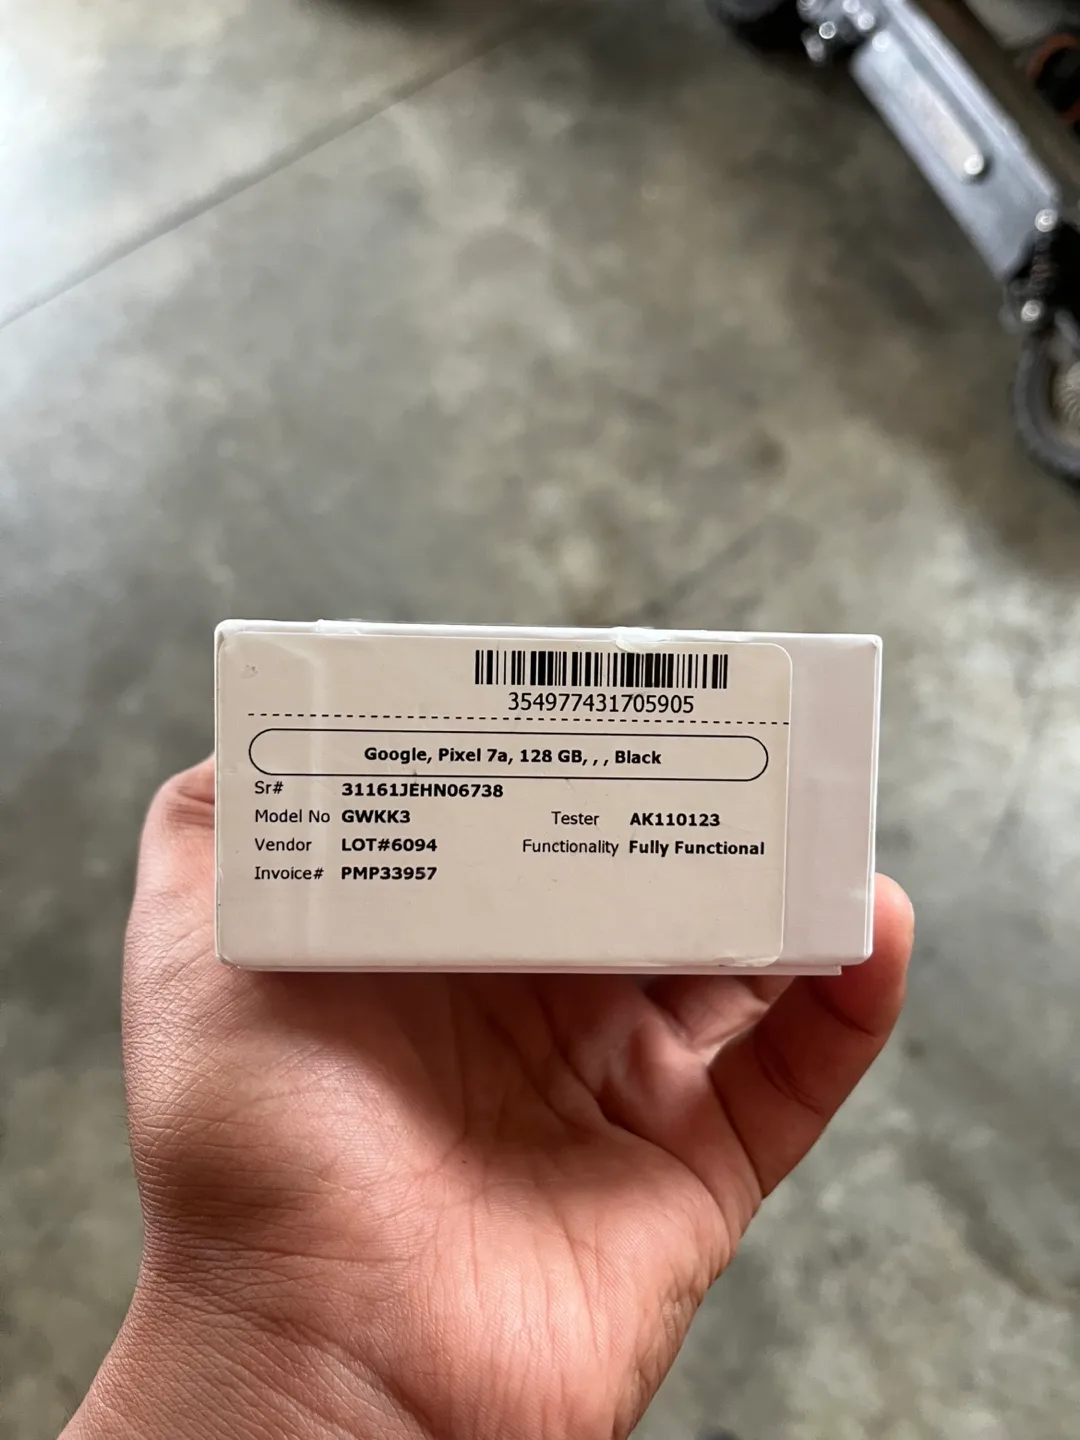 354977431705905
Google, Pixel 7a, 128 GB, , , Black
Sr# 31161JEHN06738
Model No GWKK3 Tester AK110123
Vendor LOT#6094 Functionality Fully Functional
Invoice# PMP33957